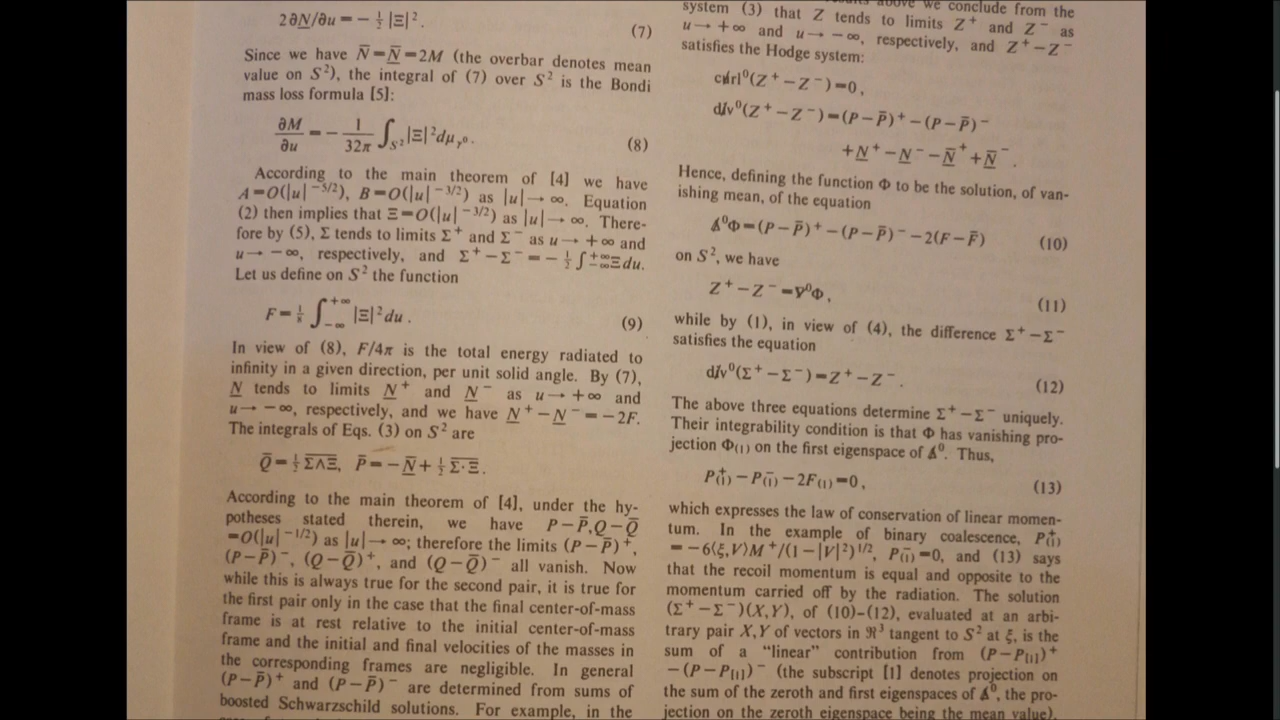 2∂N̲/∂u = − ½ |Ξ|². (7)
Since we have N̄ = N̲̄ = 2M (the overbar denotes mean
value on S²), the integral of (7) over S² is the Bondi
mass loss formula [5]:
∂M/∂u = − 1/32π ∫_S² |Ξ|² dμ_γ⁰. (8)
According to the main theorem of [4] we have
A = O(|u|^−5/2), B = O(|u|^−3/2) as |u| → ∞. Equation
(2) then implies that Ξ = O(|u|^−3/2) as |u| → ∞. There-
fore by (5), Σ tends to limits Σ⁺ and Σ⁻ as u → +∞ and
u → −∞, respectively, and Σ⁺ − Σ⁻ = − ½ ∫_−∞^+∞ Ξ du.
Let us define on S² the function
F = ⅛ ∫_−∞^+∞ |Ξ|² du. (9)
In view of (8), F/4π is the total energy radiated to
infinity in a given direction, per unit solid angle. By (7),
N̲ tends to limits N̲⁺ and N̲⁻ as u → +∞ and
u → −∞, respectively, and we have N̲⁺ − N̲⁻ = −2F.
The integrals of Eqs. (3) on S² are
Q̄ = ½ \overline{Σ∧Ξ}, P̄ = − N̲̄ + ½ \overline{Σ·Ξ}.
According to the main theorem of [4], under the hy-
potheses stated therein, we have P − P̄, Q − Q̄
= O(|u|^−1/2) as |u| → ∞; therefore the limits (P − P̄)⁺,
(P − P̄)⁻, (Q − Q̄)⁺, and (Q − Q̄)⁻ all vanish. Now
while this is always true for the second pair, it is true for
the first pair only in the case that the final center-of-mass
frame is at rest relative to the initial center-of-mass
frame and the initial and final velocities of the masses in
the corresponding frames are negligible. In general
(P − P̄)⁺ and (P − P̄)⁻ are determined from sums of
boosted Schwarzschild solutions. For example, in the
above we conclude from the
system (3) that Z tends to limits Z⁺ and Z⁻ as
u → +∞ and u → −∞, respectively, and Z⁺ − Z⁻
satisfies the Hodge system:
c̸u̸rl⁰(Z⁺ − Z⁻) = 0,
d̸i̸v⁰(Z⁺ − Z⁻) = (P − P̄)⁺ − (P − P̄)⁻
+ N̲⁺ − N̲⁻ − N̲̄⁺ + N̲̄⁻.
Hence, defining the function Φ to be the solution, of van-
ishing mean, of the equation
Δ̸⁰Φ = (P − P̄)⁺ − (P − P̄)⁻ − 2(F − F̄) (10)
on S², we have
Z⁺ − Z⁻ = ∇̸⁰Φ, (11)
while by (1), in view of (4), the difference Σ⁺ − Σ⁻
satisfies the equation
d̸i̸v⁰(Σ⁺ − Σ⁻) = Z⁺ − Z⁻. (12)
The above three equations determine Σ⁺ − Σ⁻ uniquely.
Their integrability condition is that Φ has vanishing pro-
jection Φ₍₁₎ on the first eigenspace of Δ̸⁰. Thus,
P⁺₍₁₎ − P⁻₍₁₎ − 2F₍₁₎ = 0, (13)
which expresses the law of conservation of linear momen-
tum. In the example of binary coalescence, P⁺₍₁₎
= −6⟨ξ,V⟩M⁺/(1 − |V|²)^1/2, P⁻₍₁₎ = 0, and (13) says
that the recoil momentum is equal and opposite to the
momentum carried off by the radiation. The solution
(Σ⁺ − Σ⁻)(X,Y), of (10)–(12), evaluated at an arbi-
trary pair X,Y of vectors in ℜ³ tangent to S² at ξ, is the
sum of a “linear” contribution from (P − P_[1])⁺
− (P − P_[1])⁻ (the subscript [1] denotes projection on
the sum of the zeroth and first eigenspaces of Δ̸⁰, the pro-
jection on the zeroth eigenspace being the mean value),